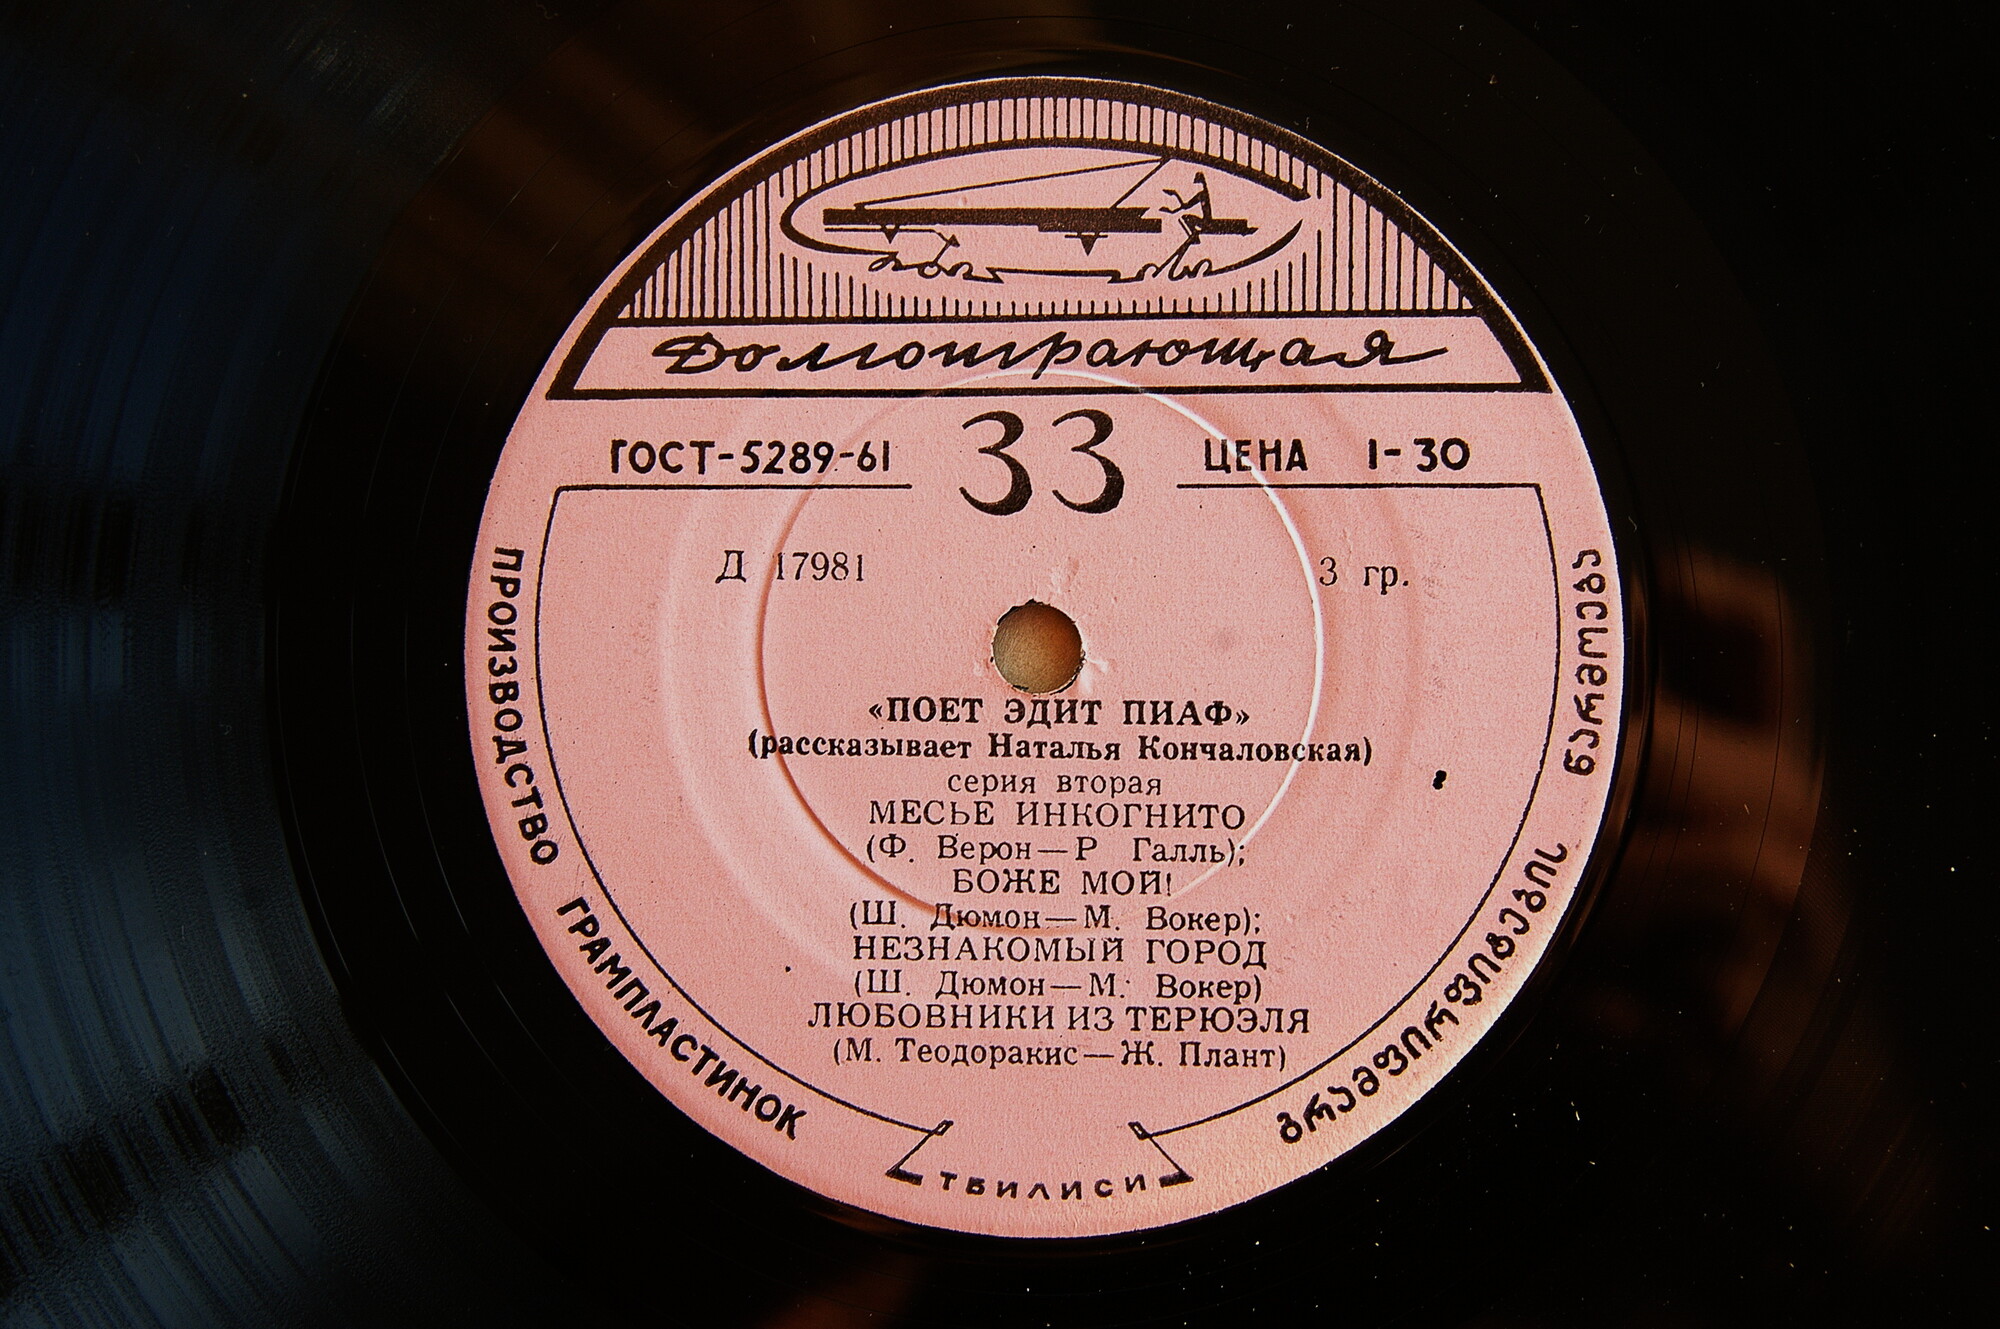 Долгоиграющая
33
ГОСТ-5289-61
ЦЕНА 1-30
Д 17981
3 гр.
«ПОЕТ ЭДИТ ПИАФ»
(рассказывает Наталья Кончаловская)
серия вторая
МЕСЬЕ ИНКОГНИТО
(Ф. Верон—Р Галль);
БОЖЕ МОЙ!
(Ш. Дюмон—М. Вокер);
НЕЗНАКОМЫЙ ГОРОД
(Ш. Дюмон—М. Вокер)
ЛЮБОВНИКИ ИЗ ТЕРЮЭЛЯ
(М. Теодоракис—Ж. Плант)
ПРОИЗВОДСТВО ГРАМПЛАСТИНОК
ТБИЛИСИ
გრამფირფიტების წარმოება